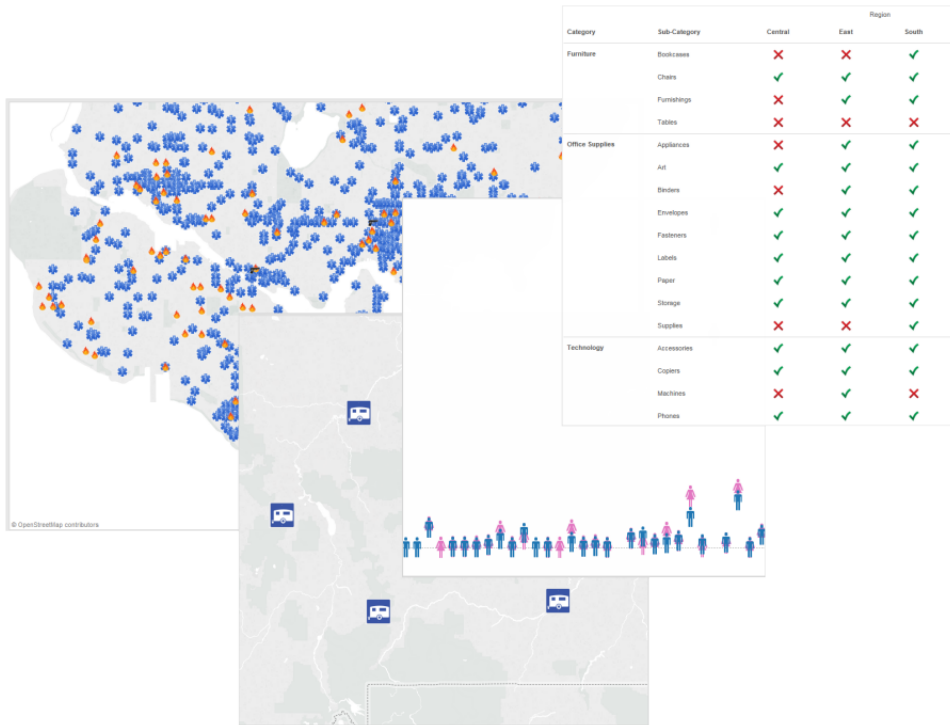 Region
Category Sub-Category Central East South
Furniture Bookcases
Chairs
Furnishings
Tables
Office Supplies Appliances
Art
Binders
Envelopes
Fasteners
Labels
Paper
Storage
Supplies
Technology Accessories
Copiers
Machines
Phones
© OpenStreetMap contributors